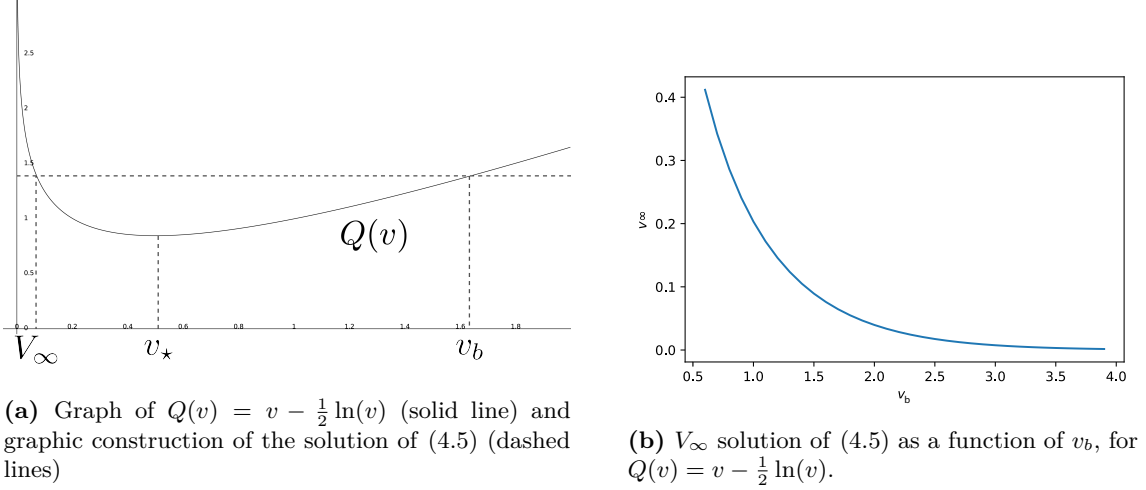 2.5
2
1.5
1
0.5
0
0 0.2 0.4 0.6 0.8 1 1.2 1.4 1.6 1.8
Q(v)
V∞ v⋆ v_b
(a) Graph of Q(v) = v − ½ ln(v) (solid line) and
graphic construction of the solution of (4.5) (dashed
lines)
0.4
0.3
0.2
0.1
0.0
v∞
0.5 1.0 1.5 2.0 2.5 3.0 3.5 4.0
v_b
(b) V∞ solution of (4.5) as a function of v_b, for
Q(v) = v − ½ ln(v).